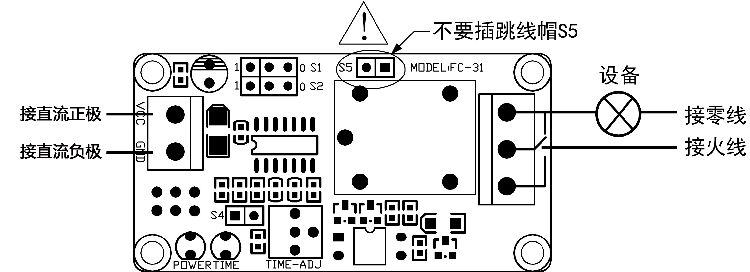 不要插跳线帽S5
S5
MODEL:FC-31
1 0 S1
1 0 S2
设备
接直流正极
VCC
接零线
接直流负极
GND
接火线
S4
POWER TIME
TIME-ADJ